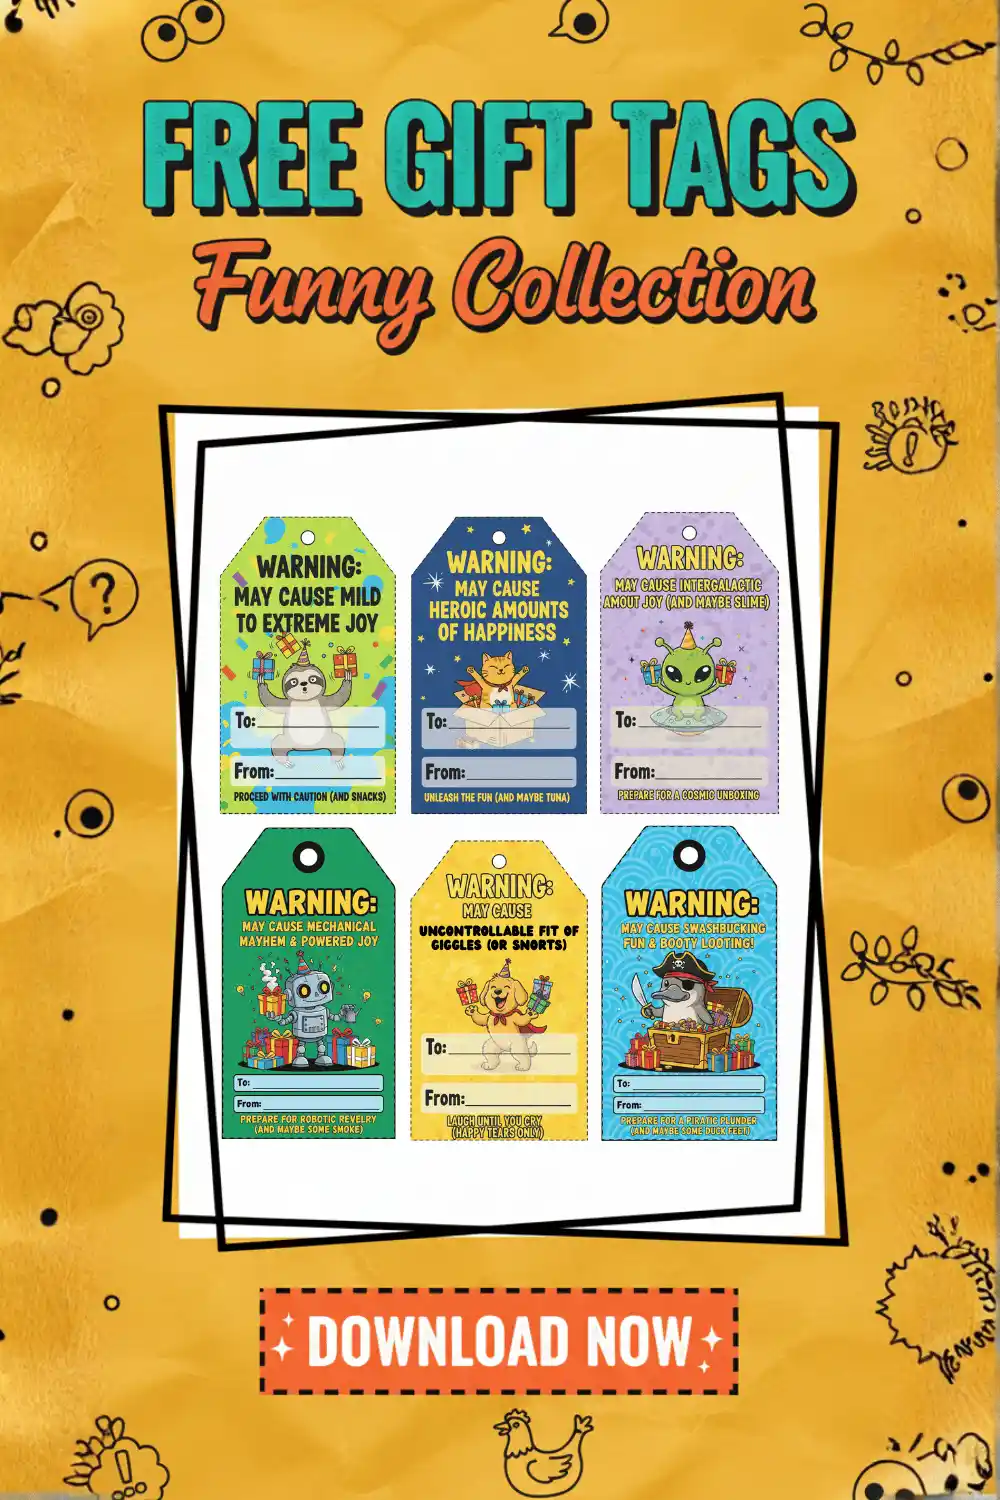 FREE GIFT TAGS
Funny Collection
WARNING:
MAY CAUSE MILD
TO EXTREME JOY
To:
From:
PROCEED WITH CAUTION (AND SNACKS)
WARNING:
MAY CAUSE
HEROIC AMOUNTS
OF HAPPINESS
To:
From:
UNLEASH THE FUN (AND MAYBE TUNA)
WARNING:
MAY CAUSE INTERGALACTIC
AMOUT JOY (AND MAYBE SLIME)
To:
From:
PREPARE FOR A COSMIC UNBOXING
WARNING:
MAY CAUSE MECHANICAL
MAYHEM & POWERED JOY
To:
From:
PREPARE FOR ROBOTIC REVELRY
(AND MAYBE SOME SMOKE)
WARNING:
MAY CAUSE
UNCONTROLLABLE FIT OF
GIGGLES (OR SNORTS)
To:
From:
LAUGH UNTIL YOU CRY
(HAPPY TEARS ONLY)
WARNING:
MAY CAUSE SWASHBUCKING
FUN & BOOTY LOOTING!
To:
From:
PREPARE FOR A PIRATIC PLUNDER
(AND MAYBE SOME DUCK FEET)
DOWNLOAD NOW